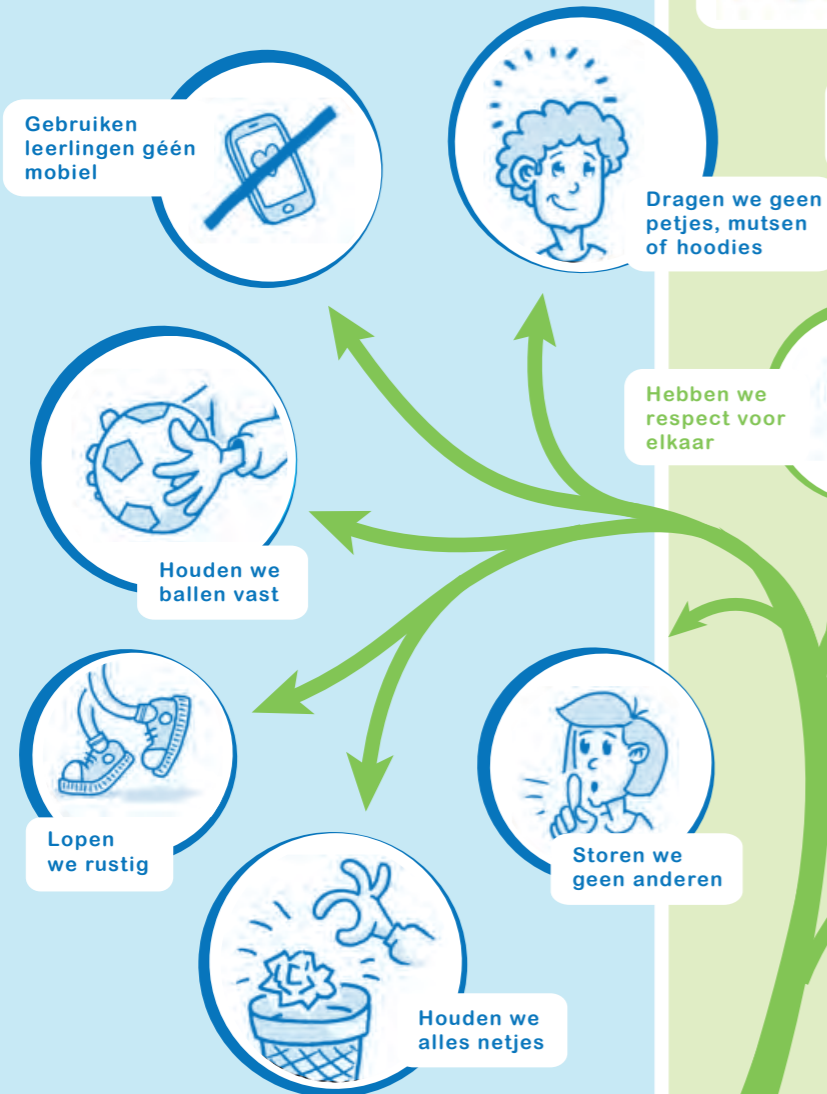 Gebruiken
leerlingen géén
mobiel
Dragen we geen
petjes, mutsen
of hoodies
Hebben we
respect voor
elkaar
Houden we
ballen vast
Lopen
we rustig
Storen we
geen anderen
Houden we
alles netjes